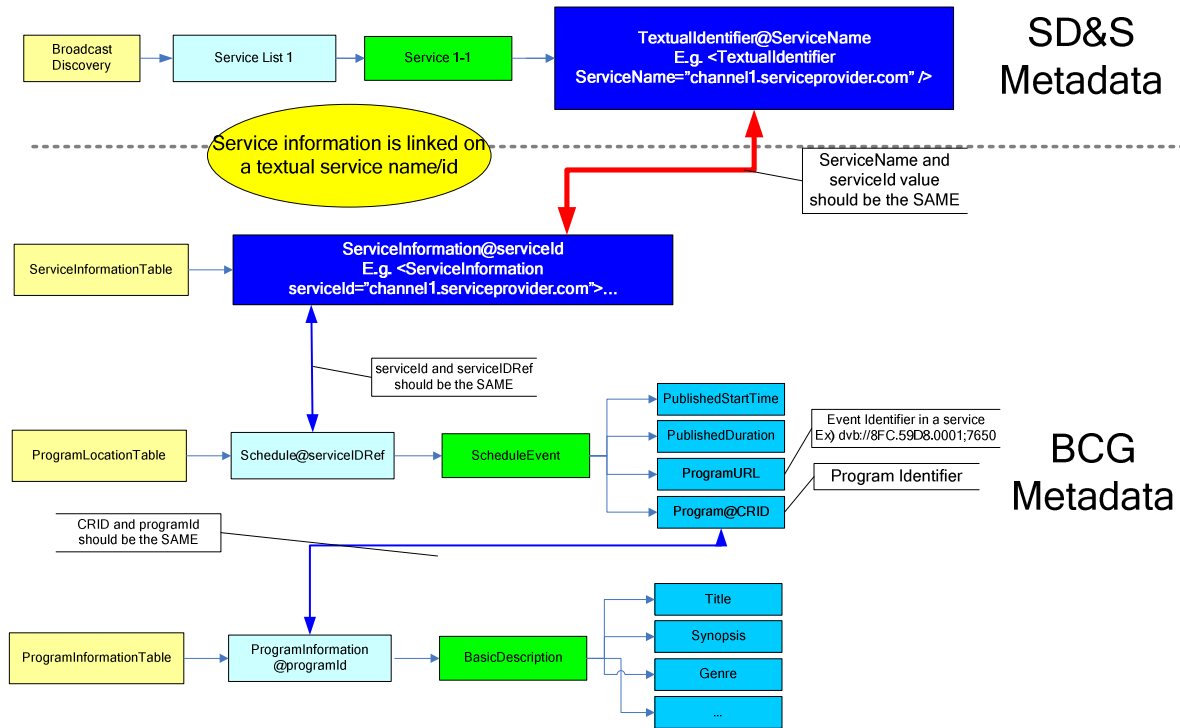 SD&S
Metadata
Broadcast
Discovery
Service List 1
Service 1-1
TextualIdentifier@ServiceName
E.g. <TextualIdentifier
ServiceName="channel1.serviceprovider.com" />
Service information is linked on
a textual service name/id
ServiceName and
serviceId value
should be the SAME
ServiceInformationTable
ServiceInformation@serviceId
E.g. <ServiceInformation
serviceId="channel1.serviceprovider.com">...
serviceId and serviceIDRef
should be the SAME
BCG
Metadata
ProgramLocationTable
Schedule@serviceIDRef
ScheduleEvent
PublishedStartTime
PublishedDuration
ProgramURL
Program@CRID
Event Identifier in a service
Ex) dvb://8FC.59D8.0001;7650
Program Identifier
CRID and programId
should be the SAME
ProgramInformationTable
ProgramInformation
@programId
BasicDescription
Title
Synopsis
Genre
...